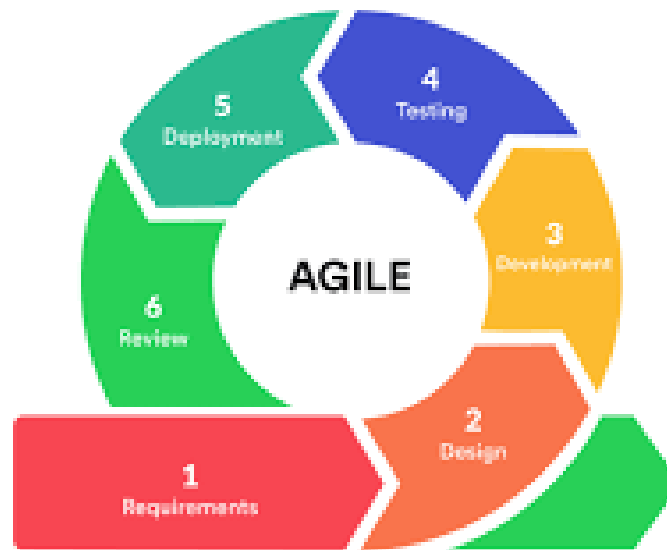 4
Testing
5
Deployment
3
Development
AGILE
6
Review
2
Design
1
Requirements